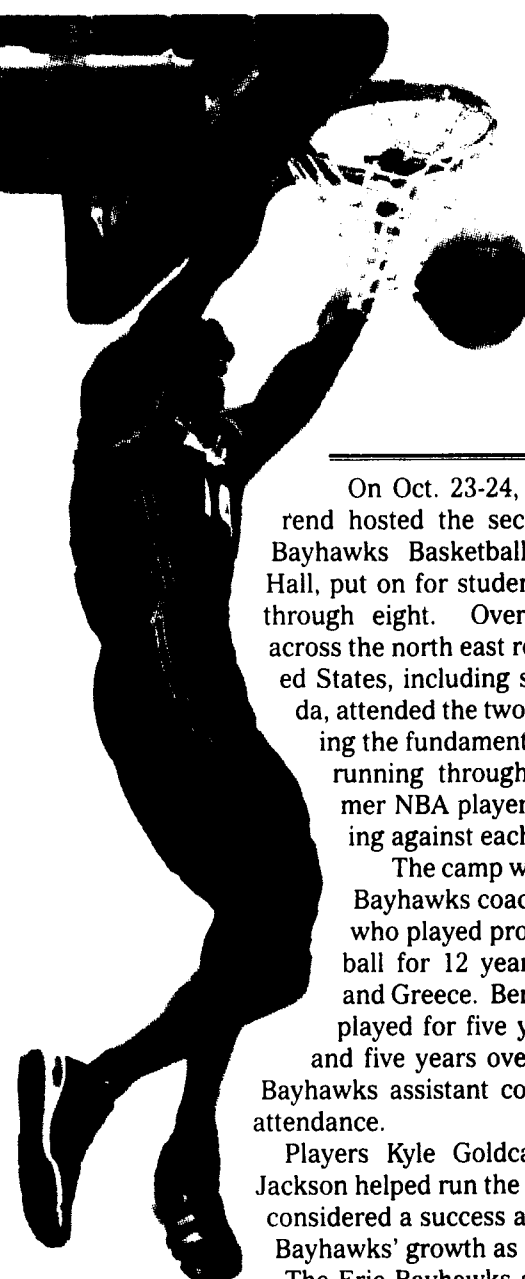 On Oct. 23-24,
rend hosted the sec
Bayhawks Basketball
Hall, put on for studer
through eight. Over
across the north east re
ed States, including s
da, attended the two
ing the fundament
running through
mer NBA player
ing against each
The camp w
Bayhawks coac
who played pro
ball for 12 year
and Greece. Ber
played for five y
and five years ove
Bayhawks assistant co
attendance.
Players Kyle Goldca
Jackson helped run the
considered a success a
Bayhawks' growth as